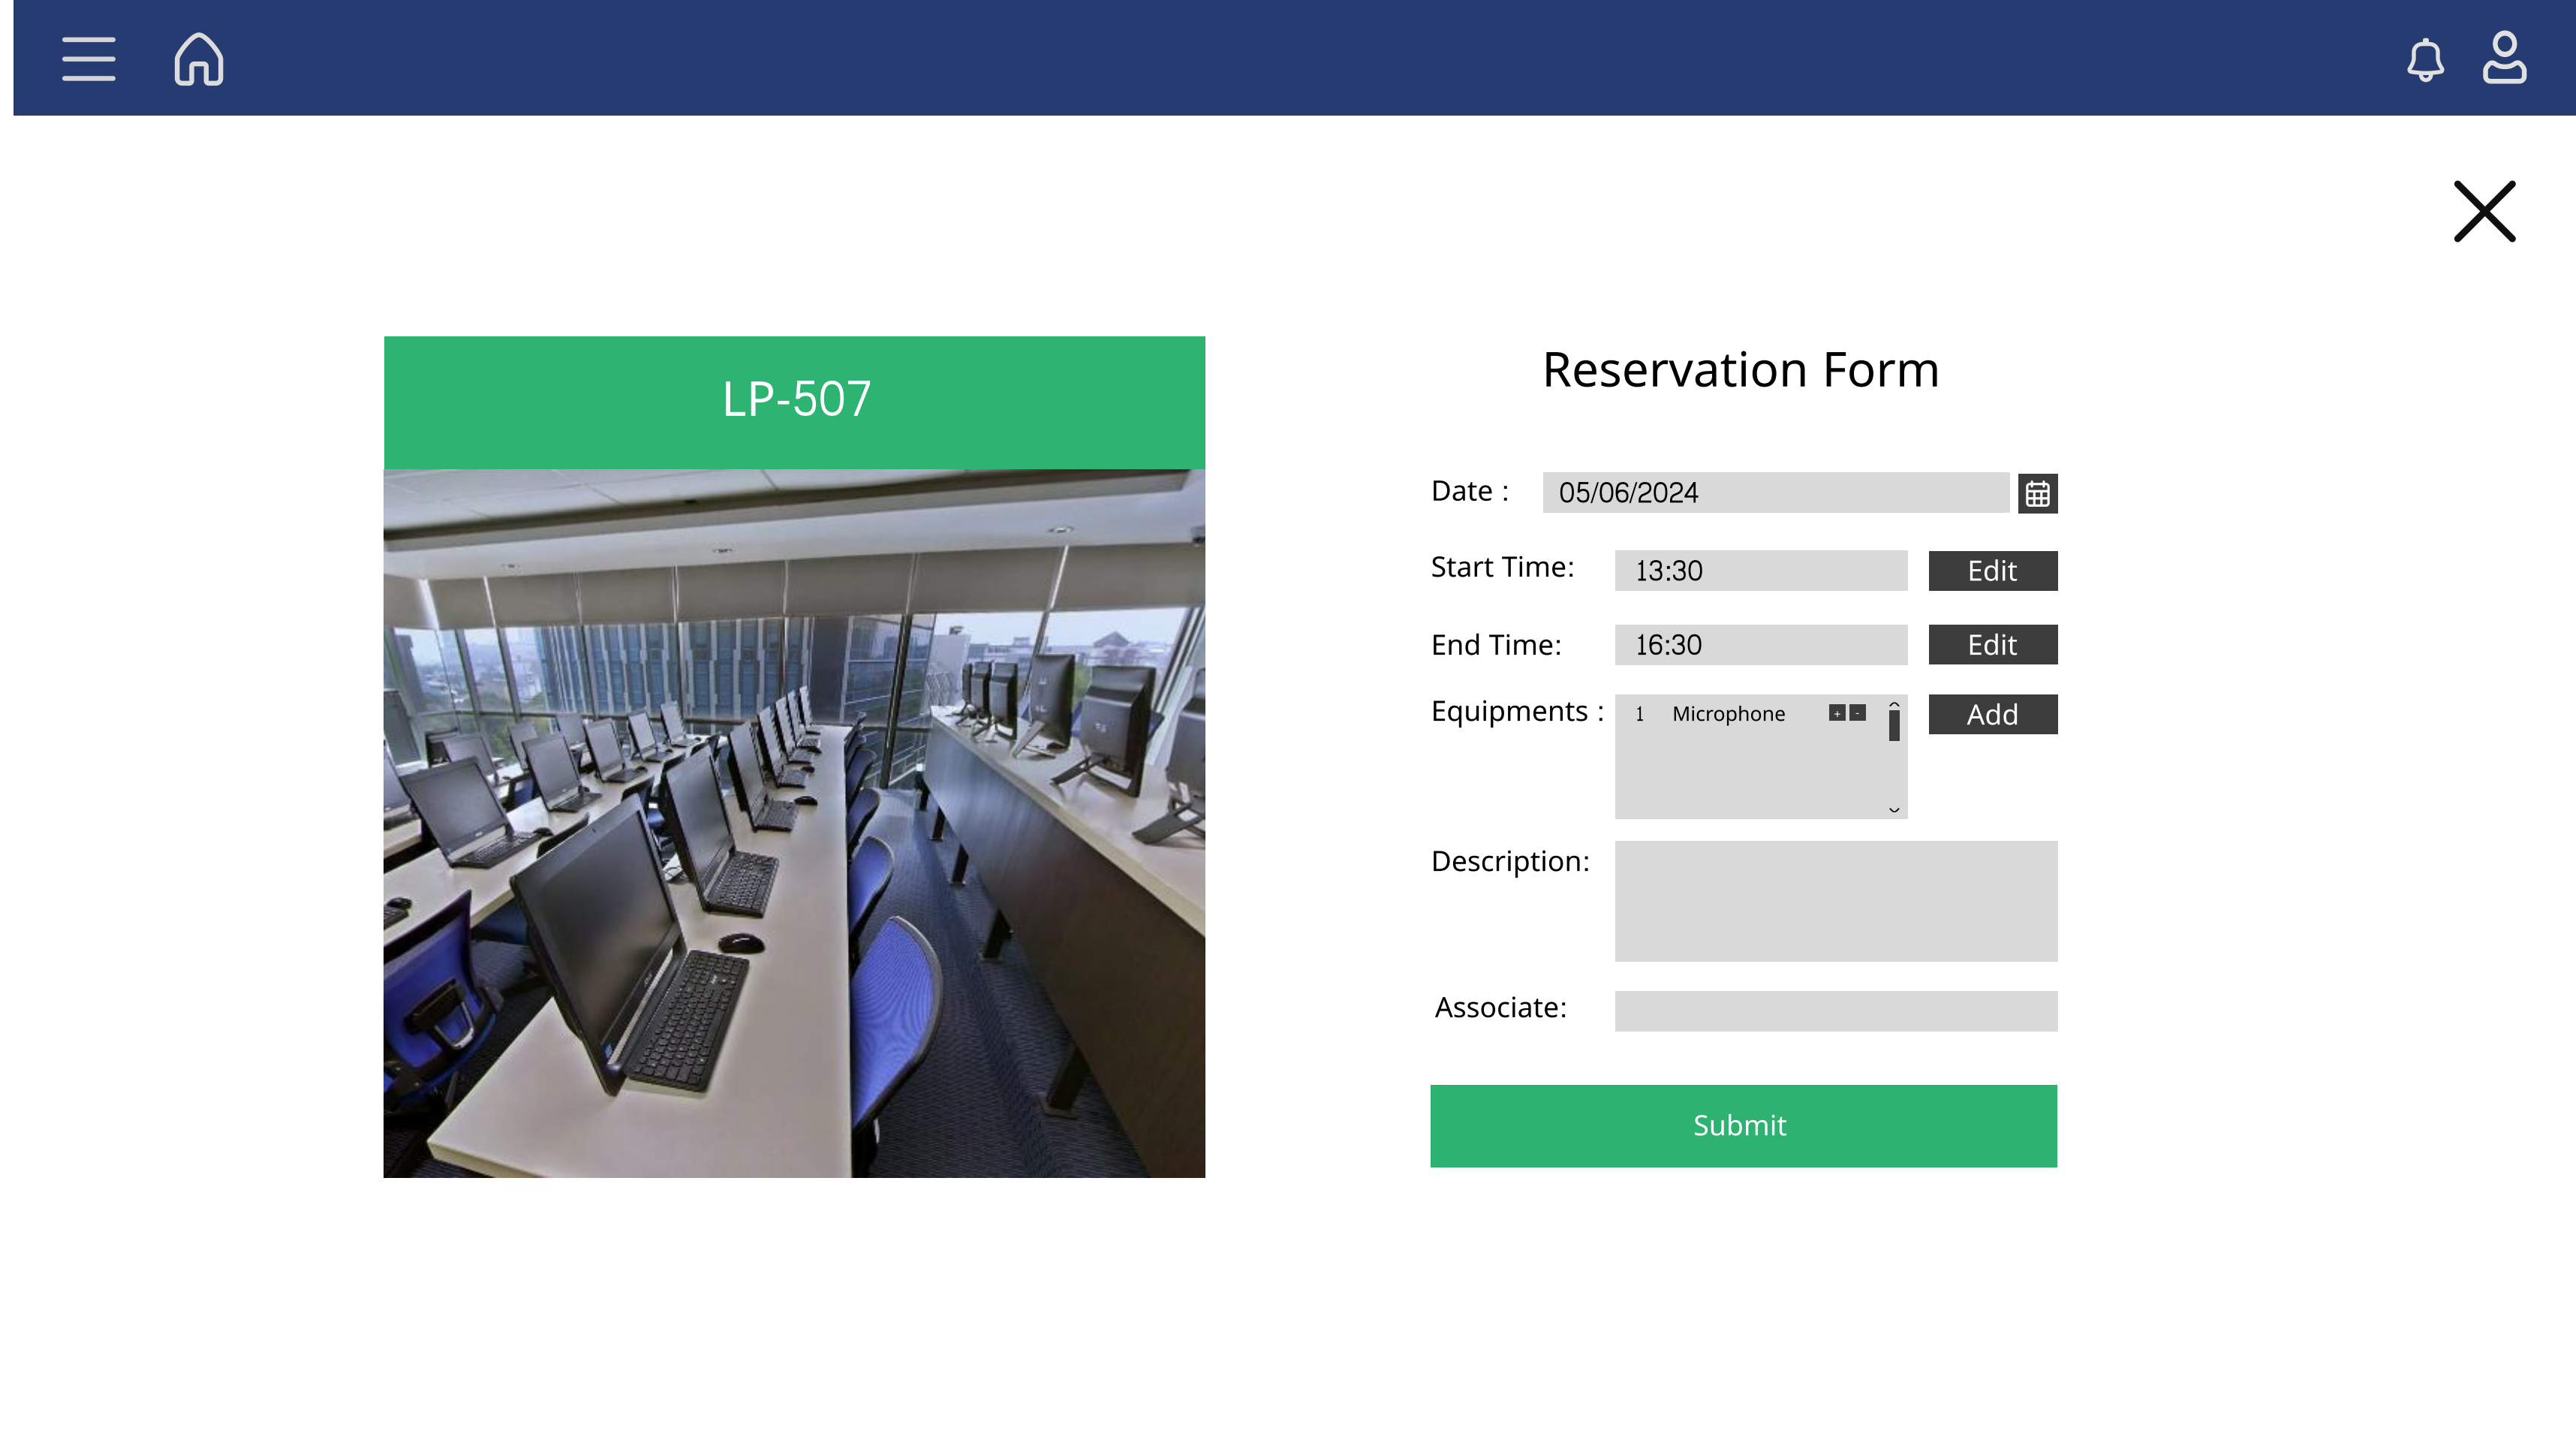 LP-507
Reservation Form
Date : 05/06/2024
Start Time: 13:30 Edit
End Time: 16:30 Edit
Equipments : 1 Microphone + - Add
Description:
Associate:
Submit